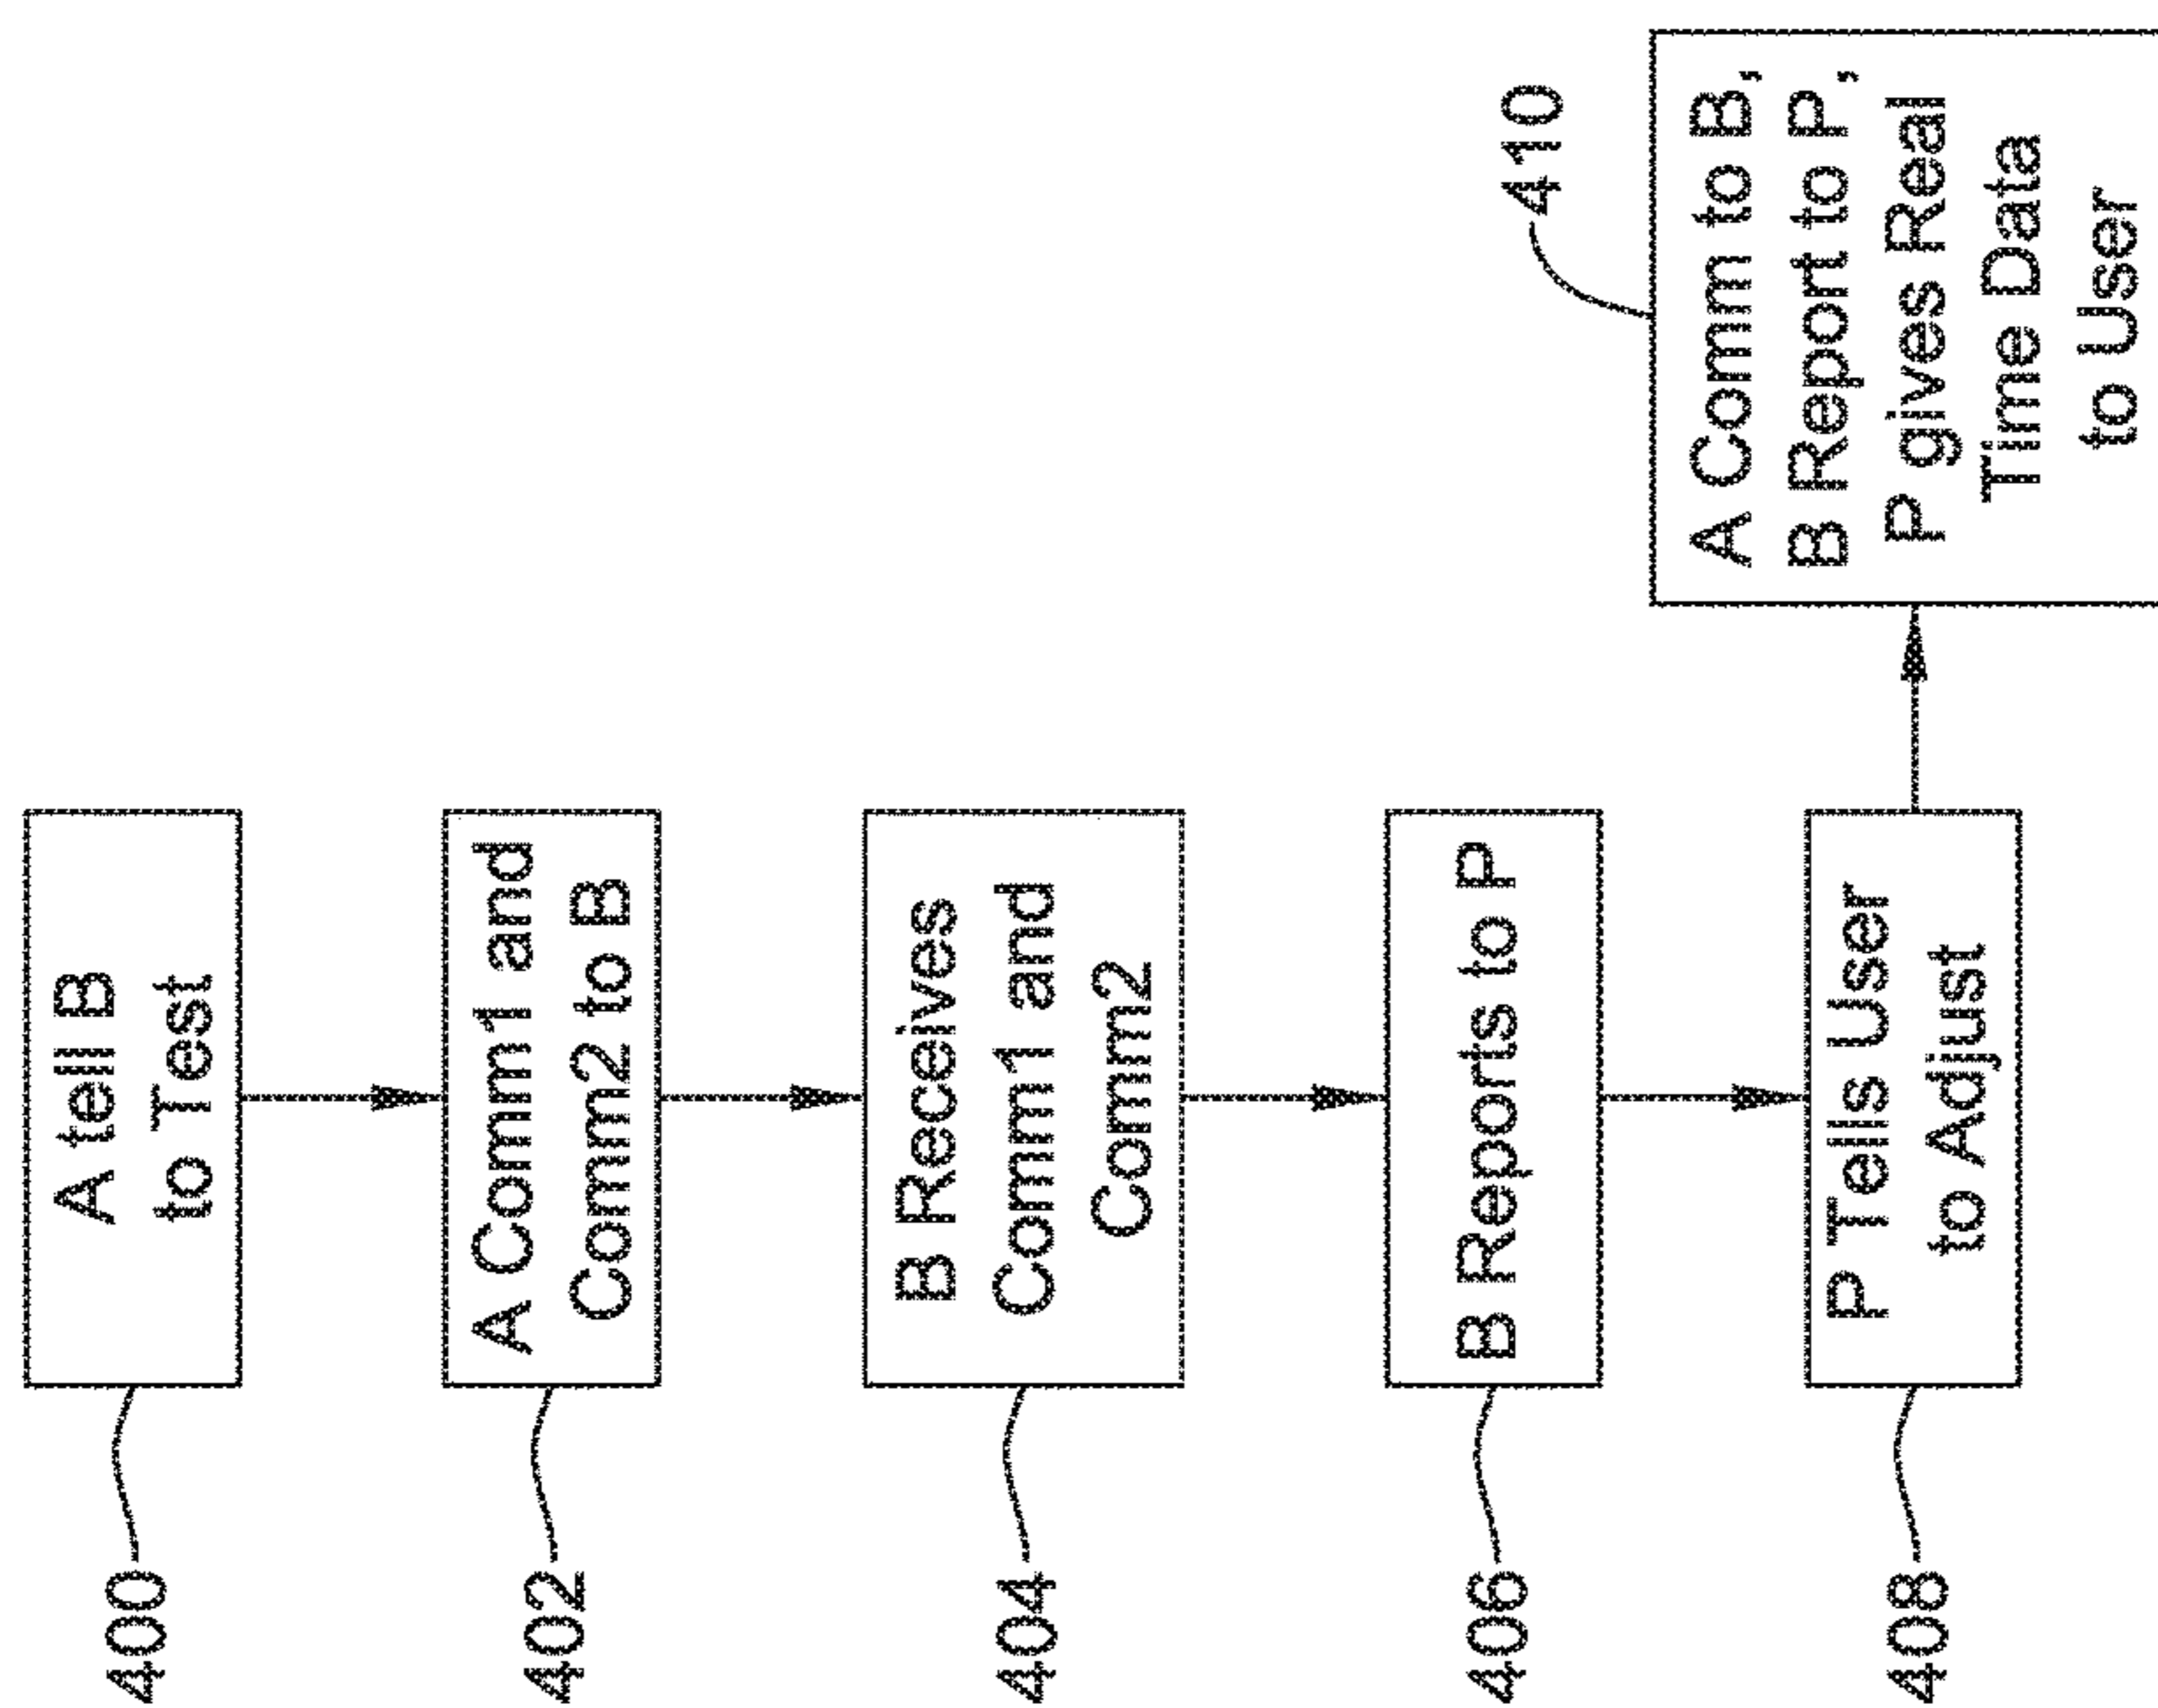 400
A tell B
to Test
402
A Comm1 and
Comm2 to B
404
B Receives
Comm1 and
Comm2
406
B Reports to P
408
P Tells User
to Adjust
410
A Comm to B,
B Report to P,
P gives Real
Time Data
to User